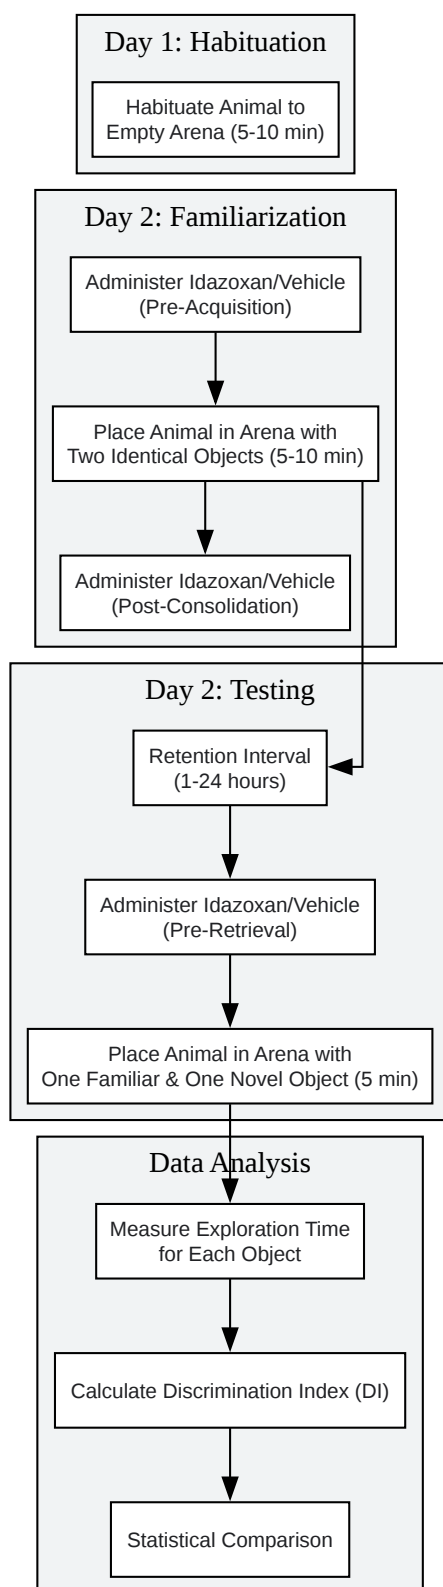 Day 1: Habituation
Habituate Animal to
Empty Arena (5-10 min)
Day 2: Familiarization
Administer Idazoxan/Vehicle
(Pre-Acquisition)
Place Animal in Arena with
Two Identical Objects (5-10 min)
Administer Idazoxan/Vehicle
(Post-Consolidation)
Day 2: Testing
Retention Interval
(1-24 hours)
Administer Idazoxan/Vehicle
(Pre-Retrieval)
Place Animal in Arena with
One Familiar & One Novel Object (5 min)
Data Analysis
Measure Exploration Time
for Each Object
Calculate Discrimination Index (DI)
Statistical Comparison